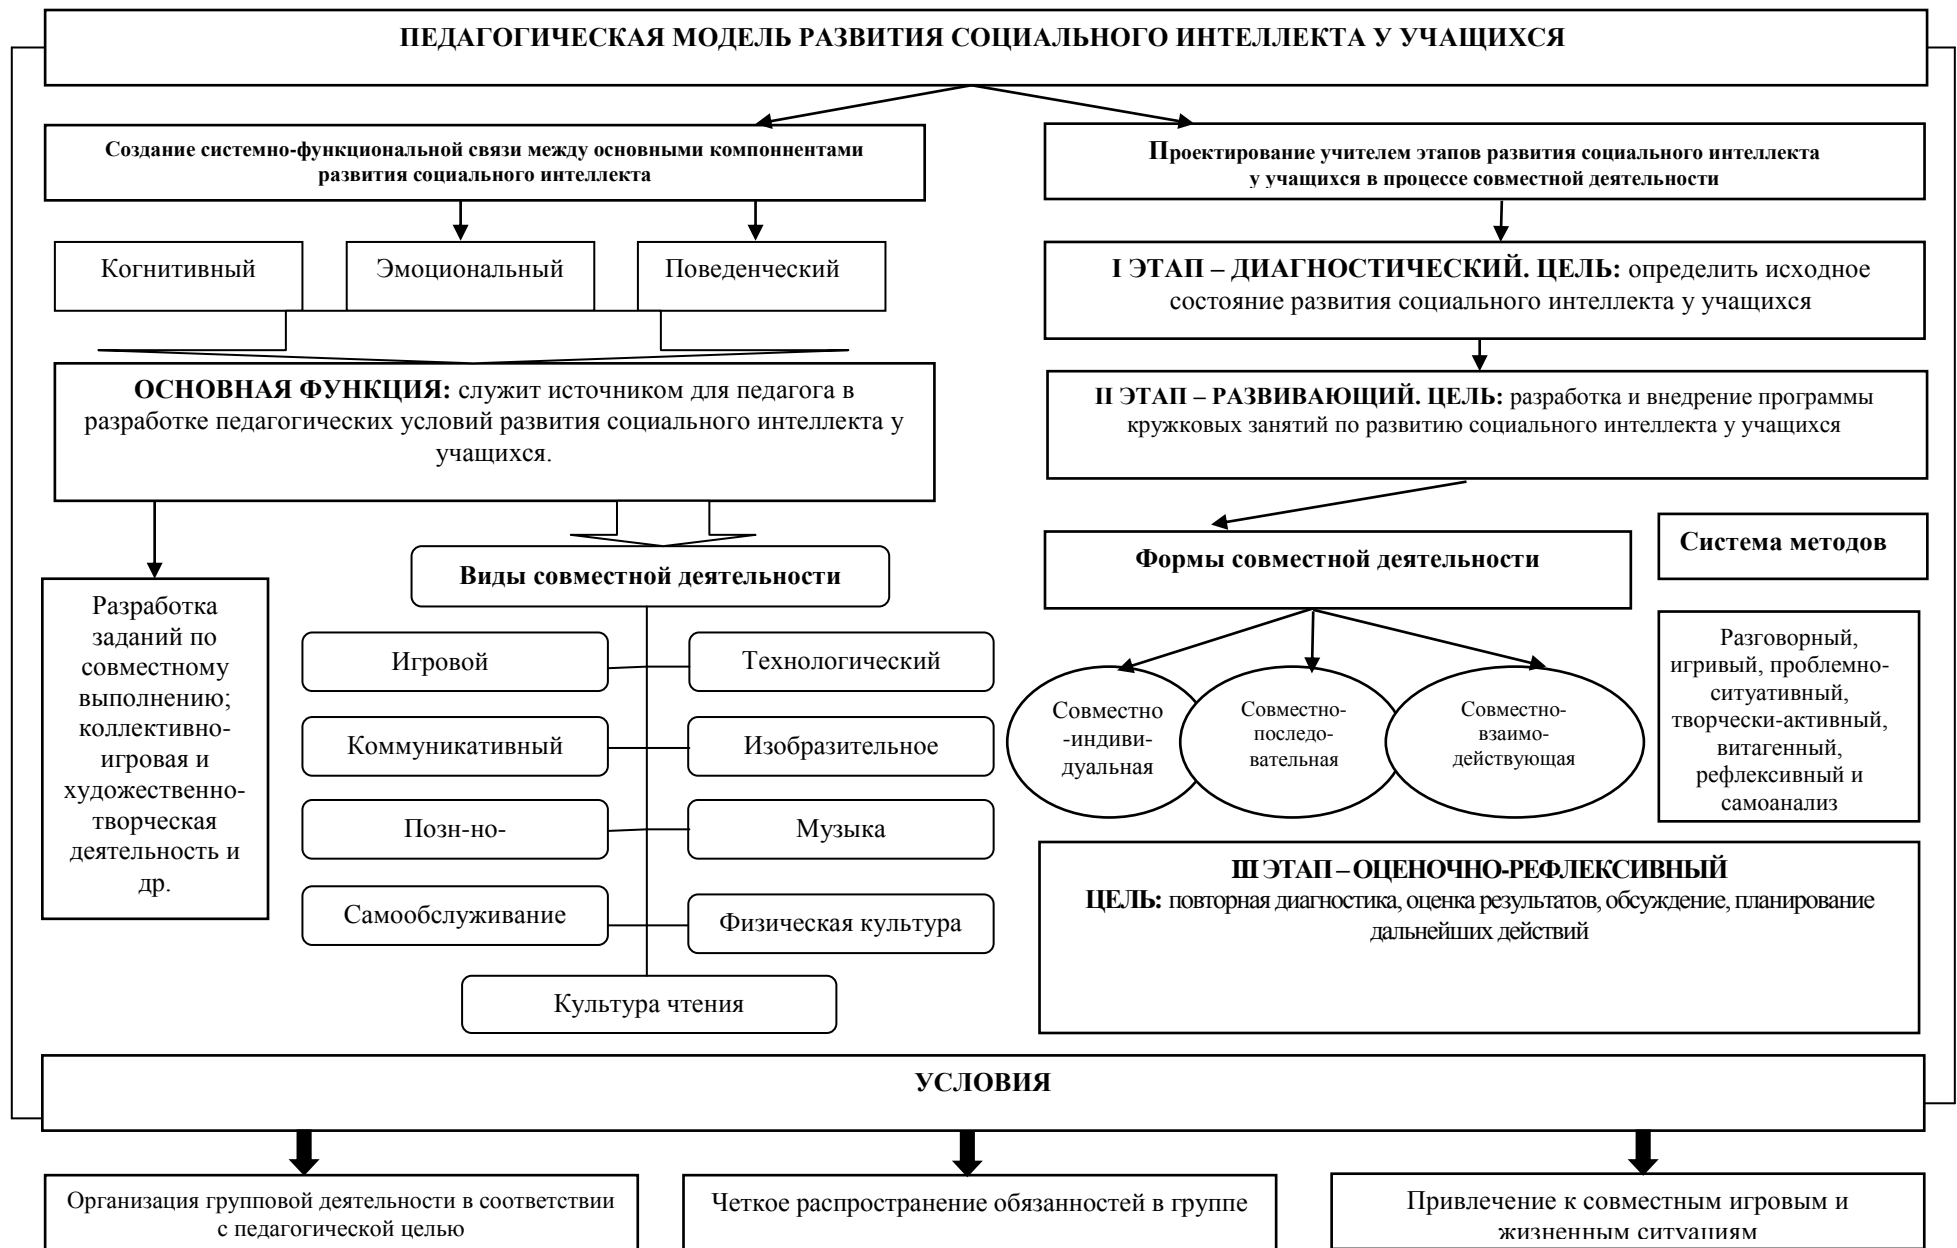 ПЕДАГОГИЧЕСКАЯ МОДЕЛЬ РАЗВИТИЯ СОЦИАЛЬНОГО ИНТЕЛЛЕКТА У УЧАЩИХСЯ
Создание системно-функциональной связи между основными компоннентами
развития социального интеллекта
Когнитивный
Эмоциональный
Поведенческий
ОСНОВНАЯ ФУНКЦИЯ: служит источником для педагога в
разработке педагогических условий развития социального интеллекта у
учащихся.
Разработка
заданий по
совместному
выполнению;
коллективно-
игровая и
художественно-
творческая
деятельность и
др.
Виды совместной деятельности
Игровой
Технологический
Коммуникативный
Изобразительное
Позн-но-
Музыка
Самообслуживание
Физическая культура
Культура чтения
Проектирование учителем этапов развития социального интеллекта
у учащихся в процессе совместной деятельности
I ЭТАП – ДИАГНОСТИЧЕСКИЙ. ЦЕЛЬ: определить исходное
состояние развития социального интеллекта у учащихся
II ЭТАП – РАЗВИВАЮЩИЙ. ЦЕЛЬ: разработка и внедрение программы
кружковых занятий по развитию социального интеллекта у учащихся
Формы совместной деятельности
Совместно
-индиви-
дуальная
Совместно-
последо-
вательная
Совместно-
взаимо-
действующая
Система методов
Разговорный,
игривый, проблемно-
ситуативный,
творчески-активный,
витагенный,
рефлексивный и
самоанализ
III ЭТАП – ОЦЕНОЧНО-РЕФЛЕКСИВНЫЙ
ЦЕЛЬ: повторная диагностика, оценка результатов, обсуждение, планирование
дальнейших действий
УСЛОВИЯ
Организация групповой деятельности в соответствии
с педагогической целью
Четкое распространение обязанностей в группе
Привлечение к совместным игровым и
жизненным ситуациям